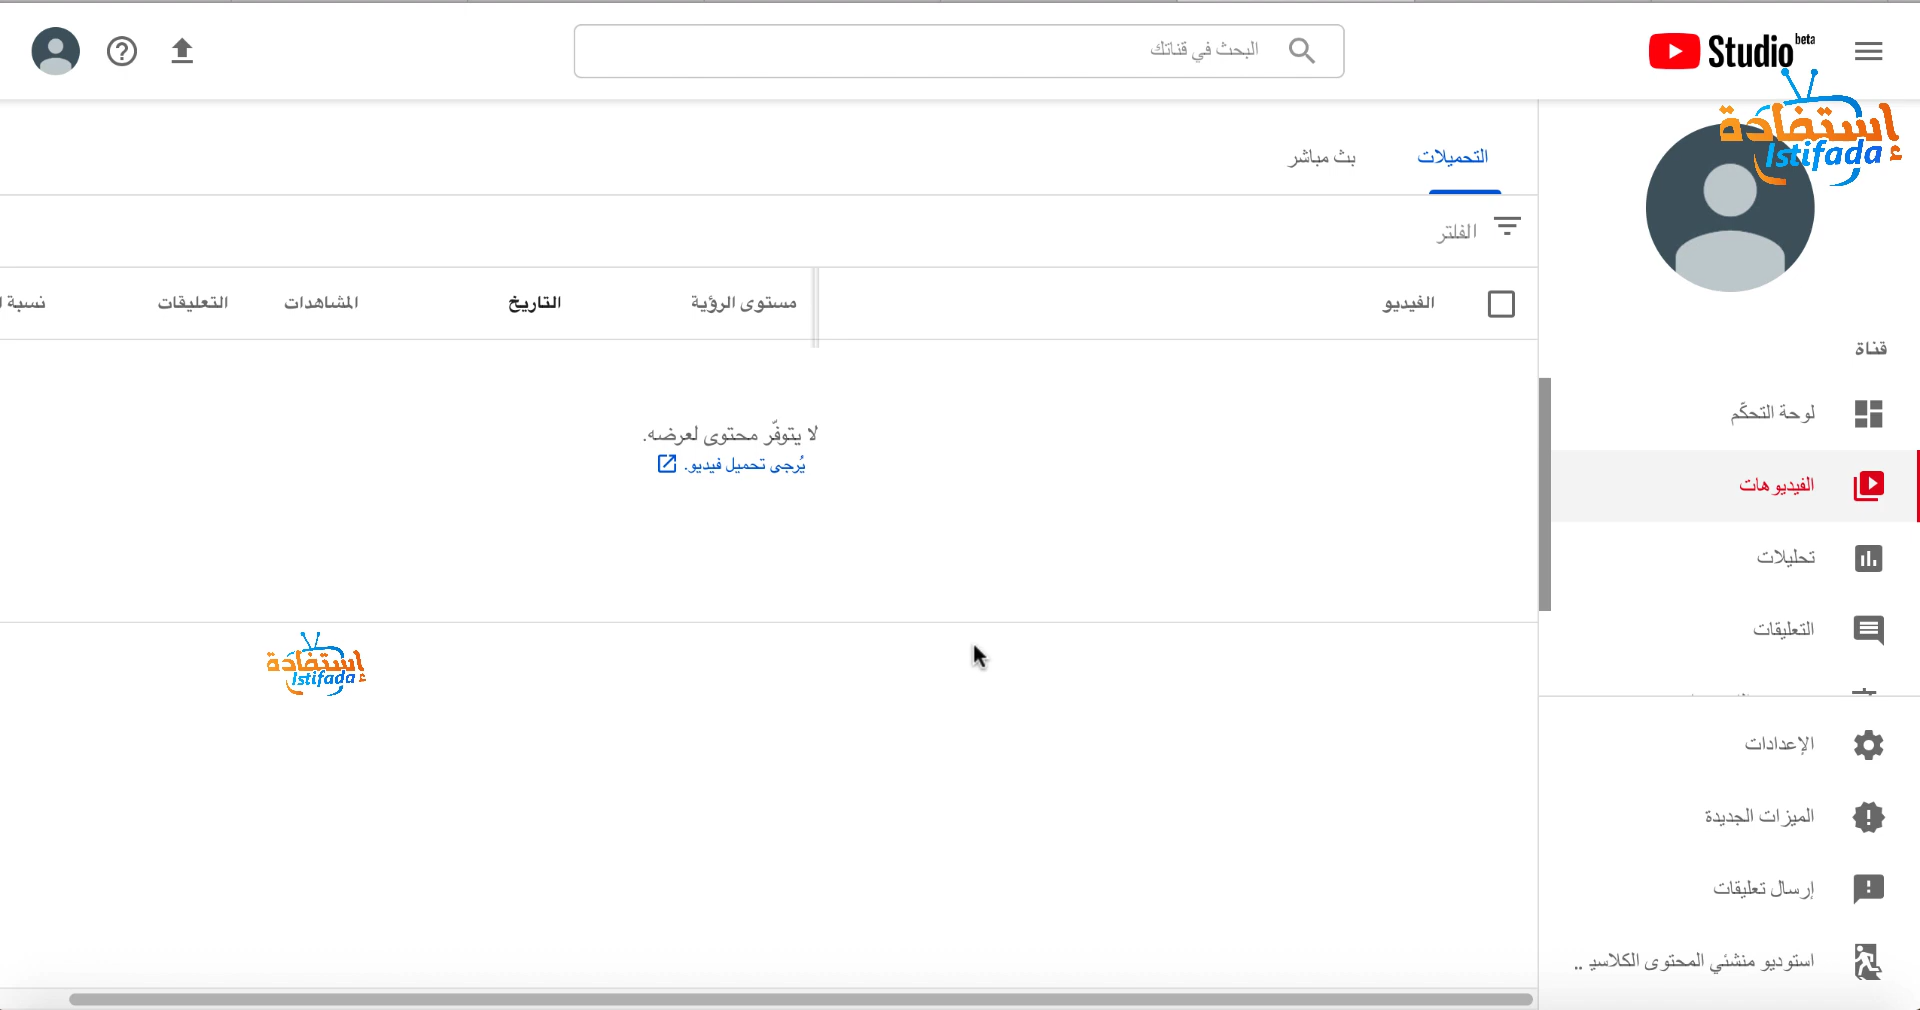 Studio beta
البحث في قناتك
إستفادة
Istifada
التحميلات
بث مباشر
الفلتر
الفيديو
مستوى الرؤية
التاريخ
المشاهدات
التعليقات
نسبة
لا يتوفّر محتوى لعرضه.
يُرجى تحميل فيديو.
إستفادة
Istifada
قناة
لوحة التحكّم
الفيديوهات
تحليلات
التعليقات
الإعدادات
الميزات الجديدة
إرسال تعليقات
استوديو منشئي المحتوى الكلاسيـ ..